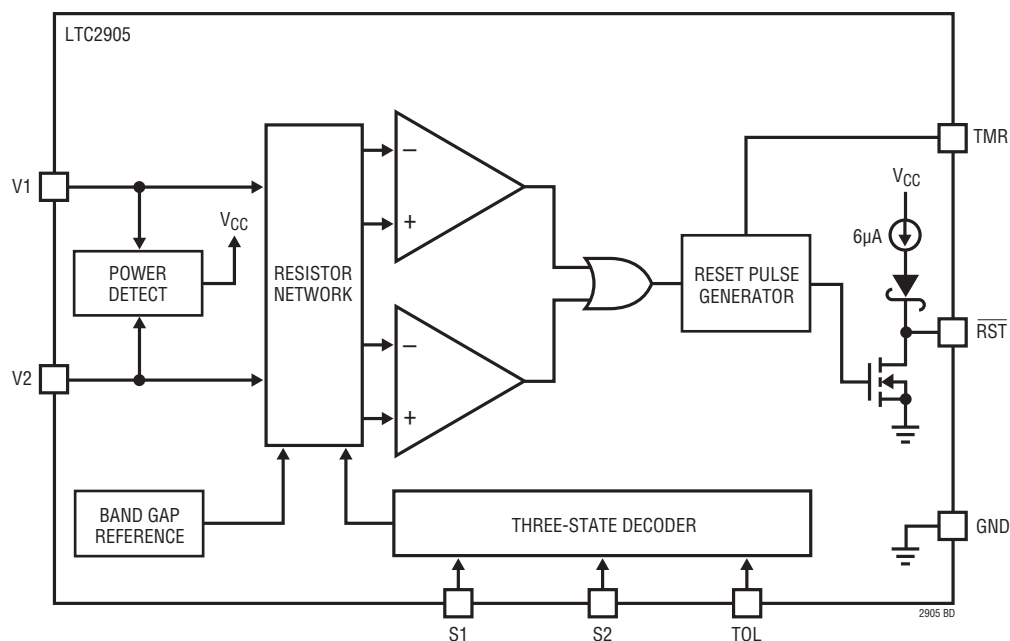 LTC2905
TMR
VCC
V1
VCC
6µA
POWER
DETECT
RESISTOR
NETWORK
−
+
RESET PULSE
GENERATOR
RST
V2
−
+
BAND GAP
REFERENCE
THREE-STATE DECODER
GND
2905 BD
S1
S2
TOL